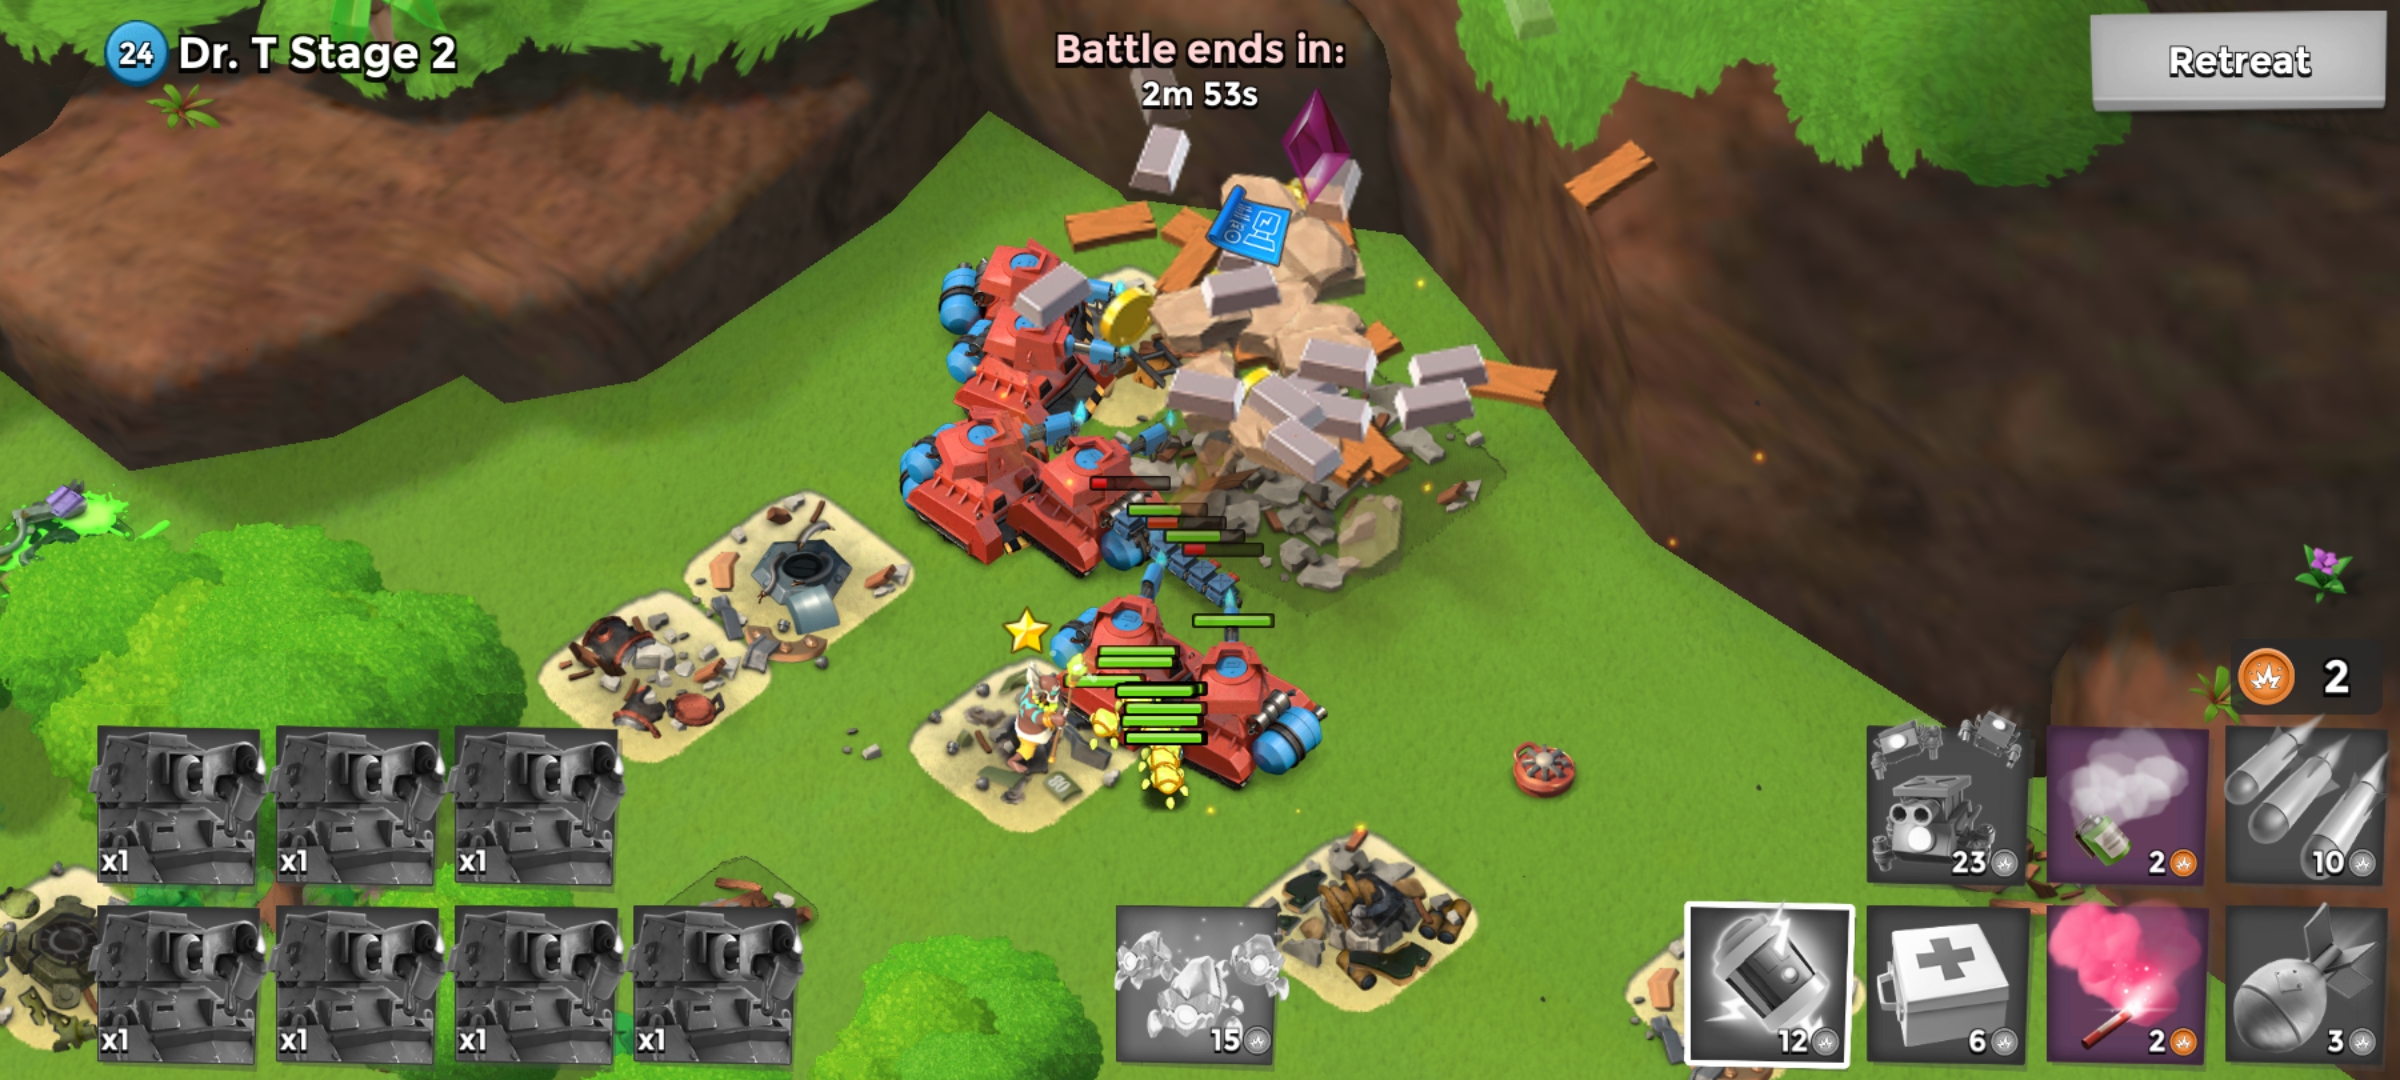 24 Dr. T Stage 2
Battle ends in:
2m 53s
Retreat
2
x1 x1 x1
23 2 10
x1 x1 x1 x1
15 12 6 2 3